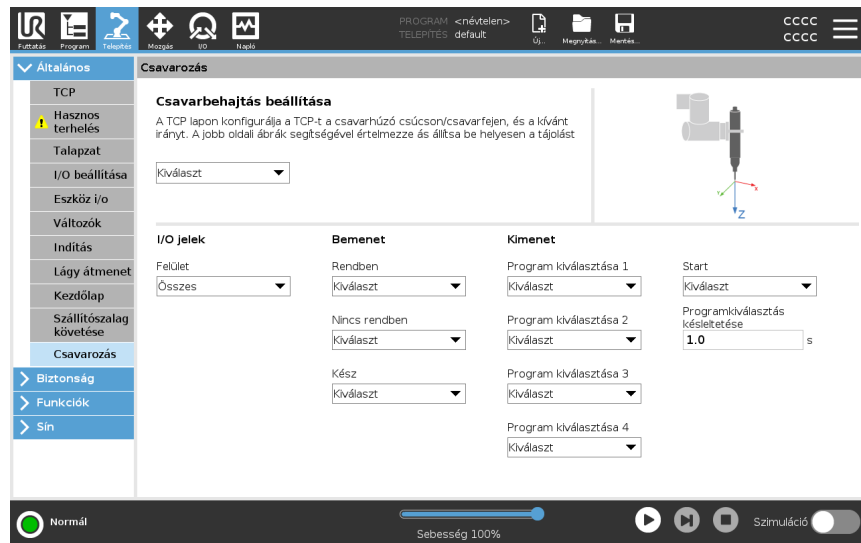 PROGRAM <névtelen>
TELEPÍTÉS default
CCCC
CCCC
Futtatás Program Telepítés Mozgás I/O Napló Új... Megnyitás... Mentés...
Általános
Csavarozás
TCP
Hasznos
terhelés
Talapzat
I/O beállítása
Eszköz i/o
Változók
Indítás
Lágy átmenet
Kezdőlap
Szállítószalag
követése
Csavarozás
Biztonság
Funkciók
Sín
Csavarbehajtás beállítása
A TCP lapon konfigurálja a TCP-t a csavarhúzó csúcson/csavarfejen, és a kívánt
irányt. A jobb oldali ábrák segítségével értelmezze ás állítsa be helyesen a tájolást
Kiválaszt
Y
X
Z
I/O jelek
Felület
Összes
Bemenet
Rendben
Kiválaszt
Nincs rendben
Kiválaszt
Kész
Kiválaszt
Kimenet
Program kiválasztása 1
Kiválaszt
Program kiválasztása 2
Kiválaszt
Program kiválasztása 3
Kiválaszt
Program kiválasztása 4
Kiválaszt
Start
Kiválaszt
Programkiválasztás
késleltetése
1.0 s
Normál
Sebesség 100%
Szimuláció